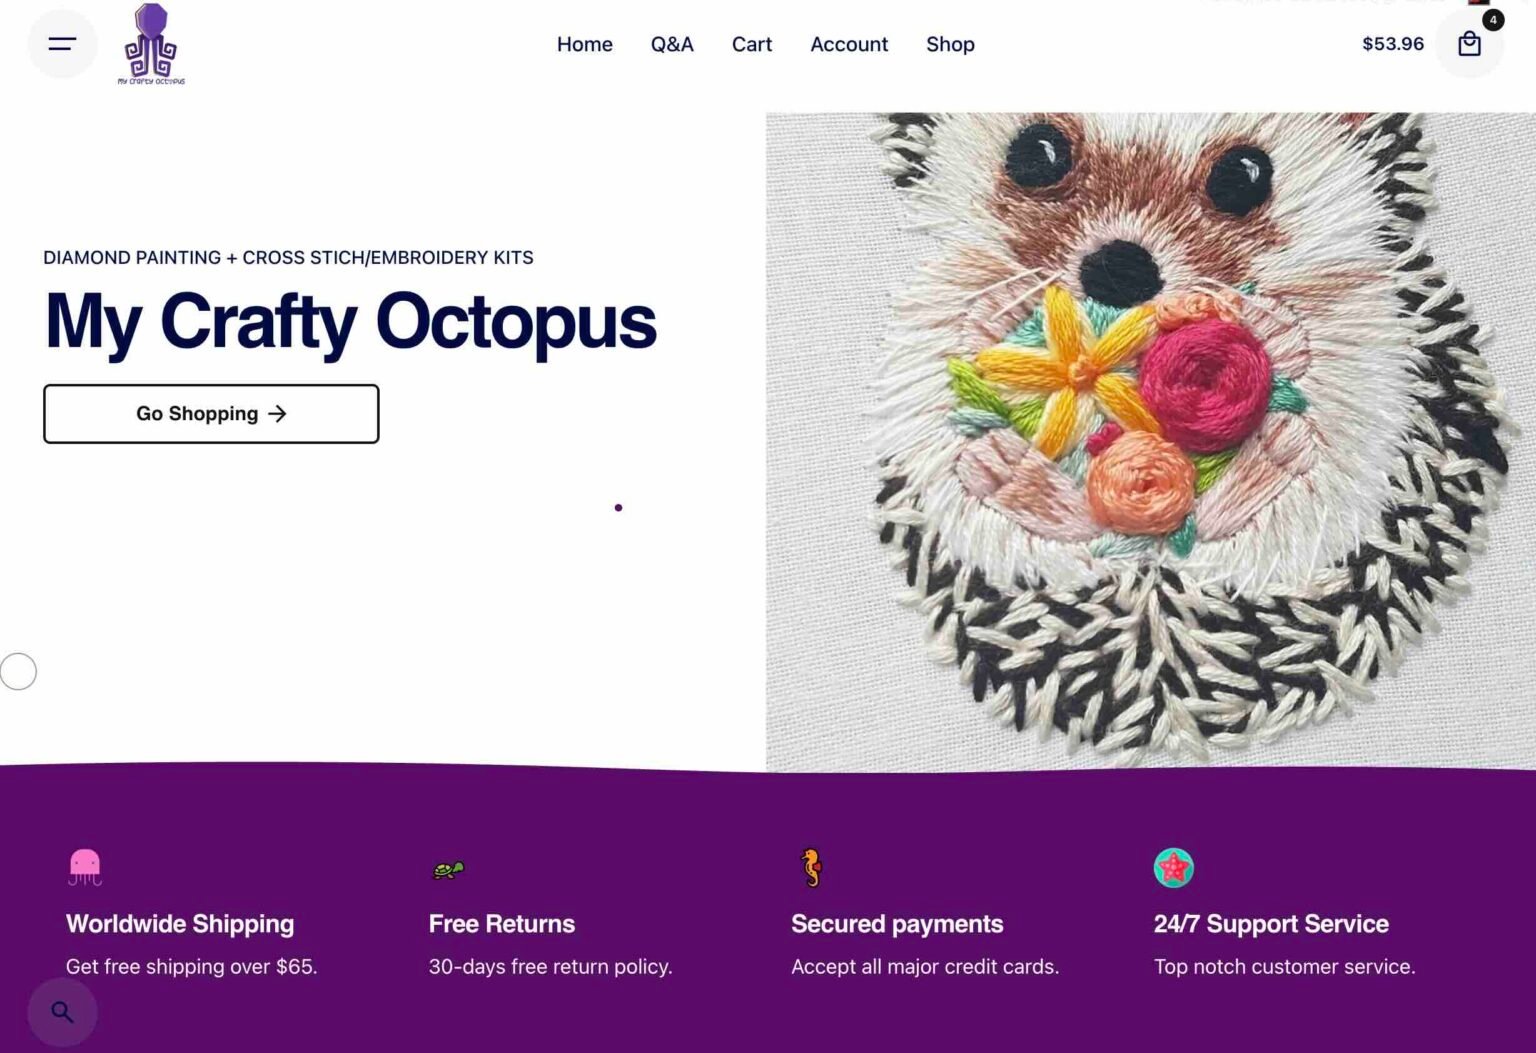 4
My Crafty Octopus
Home Q&A Cart Account Shop
$53.96
DIAMOND PAINTING + CROSS STICH/EMBROIDERY KITS
My Crafty Octopus
Go Shopping →
Worldwide Shipping
Get free shipping over $65.
Free Returns
30-days free return policy.
Secured payments
Accept all major credit cards.
24/7 Support Service
Top notch customer service.